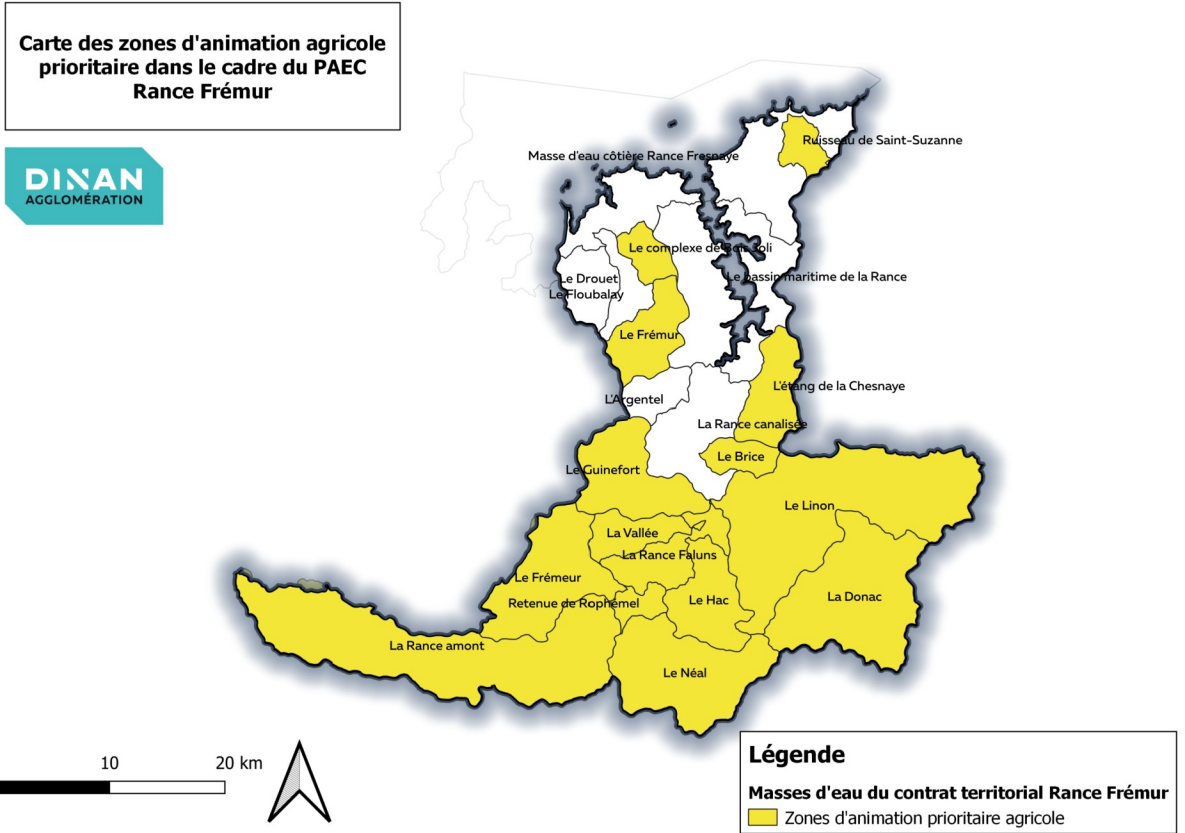 Carte des zones d'animation agricole
prioritaire dans le cadre du PAEC
Rance Frémur
DINAN
AGGLOMÉRATION
Ruisseau de Saint-Suzanne
Masse d'eau côtière Rance Fresnaye
Le complexe de Bois Joli
Le Drouet
Le bassin maritime de la Rance
Le Floubalay
Le Frémur
L'étang de la Chesnaye
L'Argentel
La Rance canalisée
Le Brice
Le Guinefort
Le Linon
La Vallée
La Rance Faluns
Le Frémeur
La Donac
Retenue de Rophémel
Le Hac
La Rance amont
Le Néal
10
20 km
Légende
Masses d'eau du contrat territorial Rance Frémur
Zones d'animation prioritaire agricole